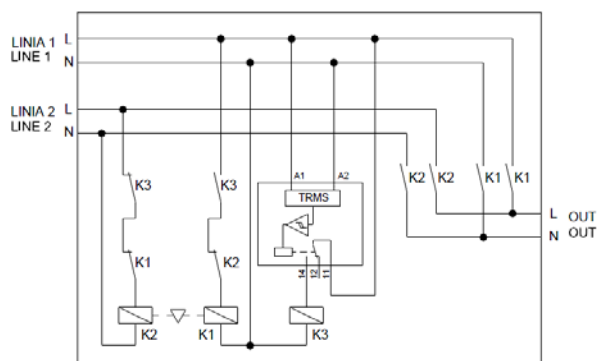 LINIA 1 L
LINE 1 N
LINIA 2 L
LINE 2 N
K3 K3 A1 A2 K2 K2 K1 K1
TRMS
L OUT
N OUT
K1 K2
14 12 11
K2 K1 K3